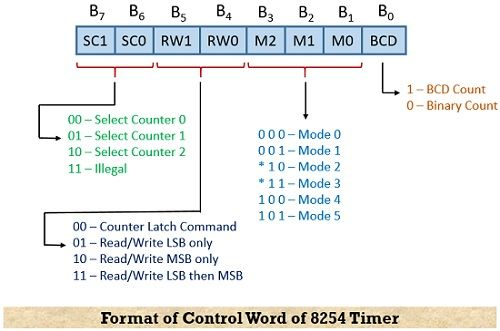 B7 B6 B5 B4 B3 B2 B1 B0
SC1 SC0 RW1 RW0 M2 M1 M0 BCD
1 – BCD Count
0 – Binary Count
00 – Select Counter 0
01 – Select Counter 1
10 – Select Counter 2
11 – Illegal
0 0 0 – Mode 0
0 0 1 – Mode 1
* 1 0 – Mode 2
* 1 1 – Mode 3
1 0 0 – Mode 4
1 0 1 – Mode 5
00 – Counter Latch Command
01 – Read/Write LSB only
10 – Read/Write MSB only
11 – Read/Write LSB then MSB
Format of Control Word of 8254 Timer